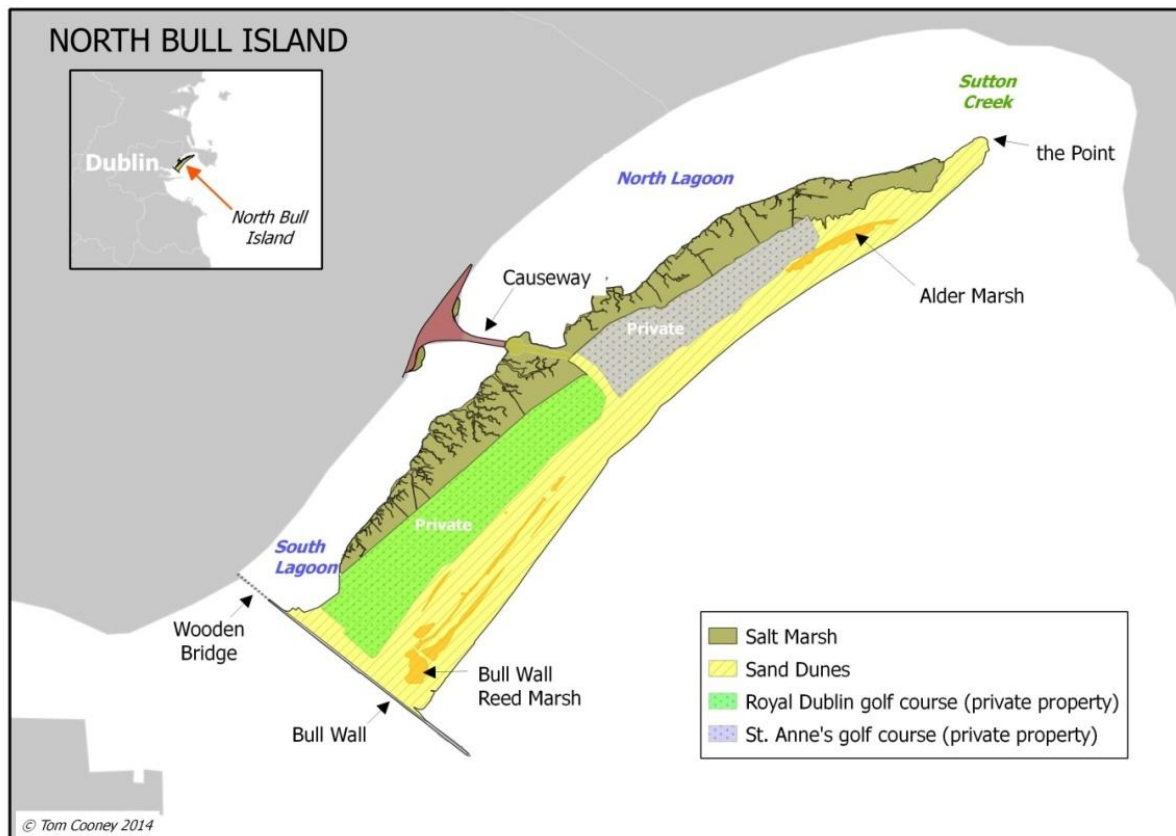 NORTH BULL ISLAND
Dublin
North Bull
Island
Sutton
Creek
the Point
North Lagoon
Causeway
Alder Marsh
Private
Private
South
Lagoon
Wooden
Bridge
Bull Wall
Reed Marsh
Bull Wall
Salt Marsh
Sand Dunes
Royal Dublin golf course (private property)
St. Anne's golf course (private property)
© Tom Cooney 2014